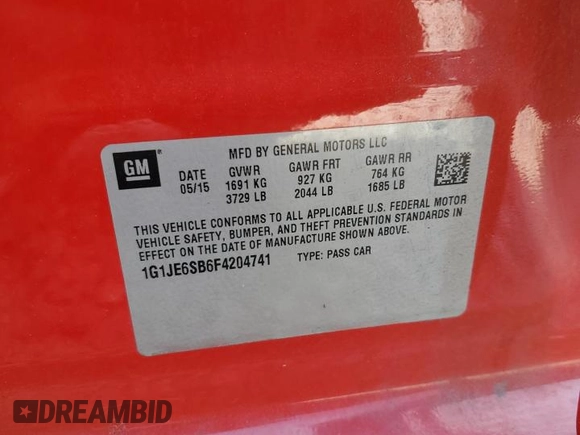 GM
MFD BY GENERAL MOTORS LLC
DATE GVWR GAWR FRT GAWR RR
05/15 1691 KG 927 KG 764 KG
3729 LB 2044 LB 1685 LB
THIS VEHICLE CONFORMS TO ALL APPLICABLE U.S. FEDERAL MOTOR
VEHICLE SAFETY, BUMPER, AND THEFT PREVENTION STANDARDS IN
EFFECT ON THE DATE OF MANUFACTURE SHOWN ABOVE.
1G1JE6SB6F4204741 TYPE: PASS CAR
DREAMBID